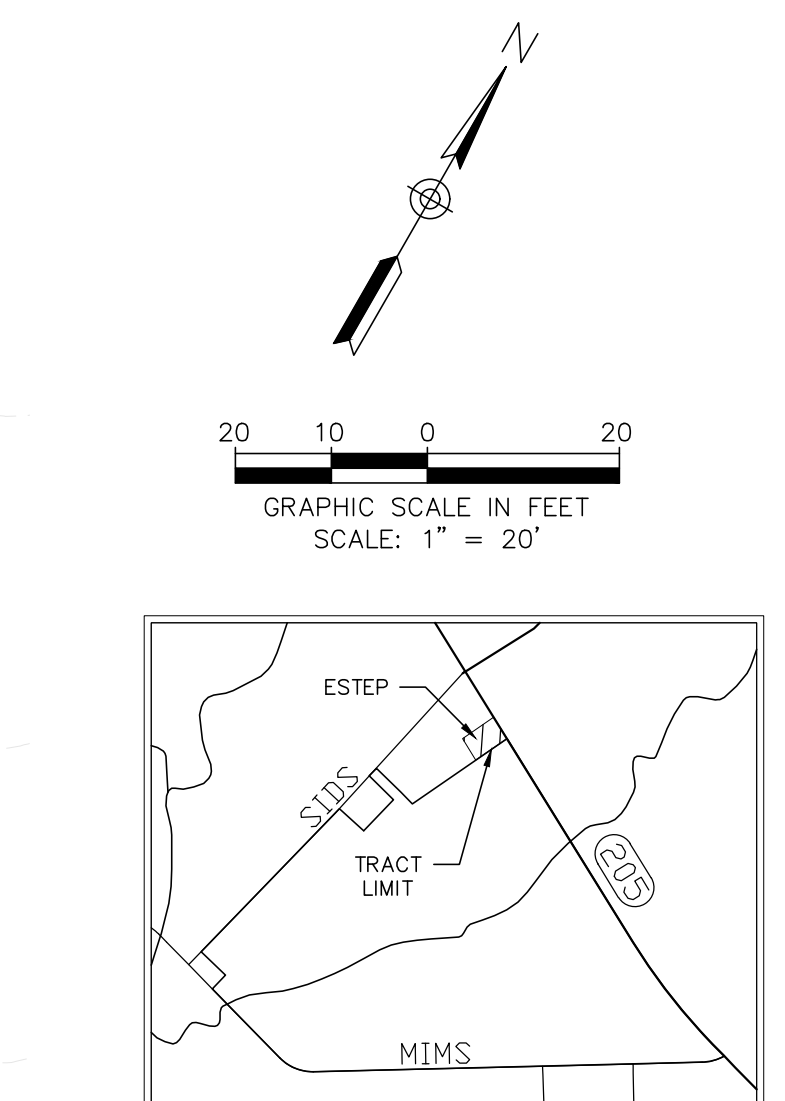 N
20 10 0 20
GRAPHIC SCALE IN FEET
SCALE: 1" = 20'
ESTEP
SIDS
TRACT
LIMIT
205
MIMS